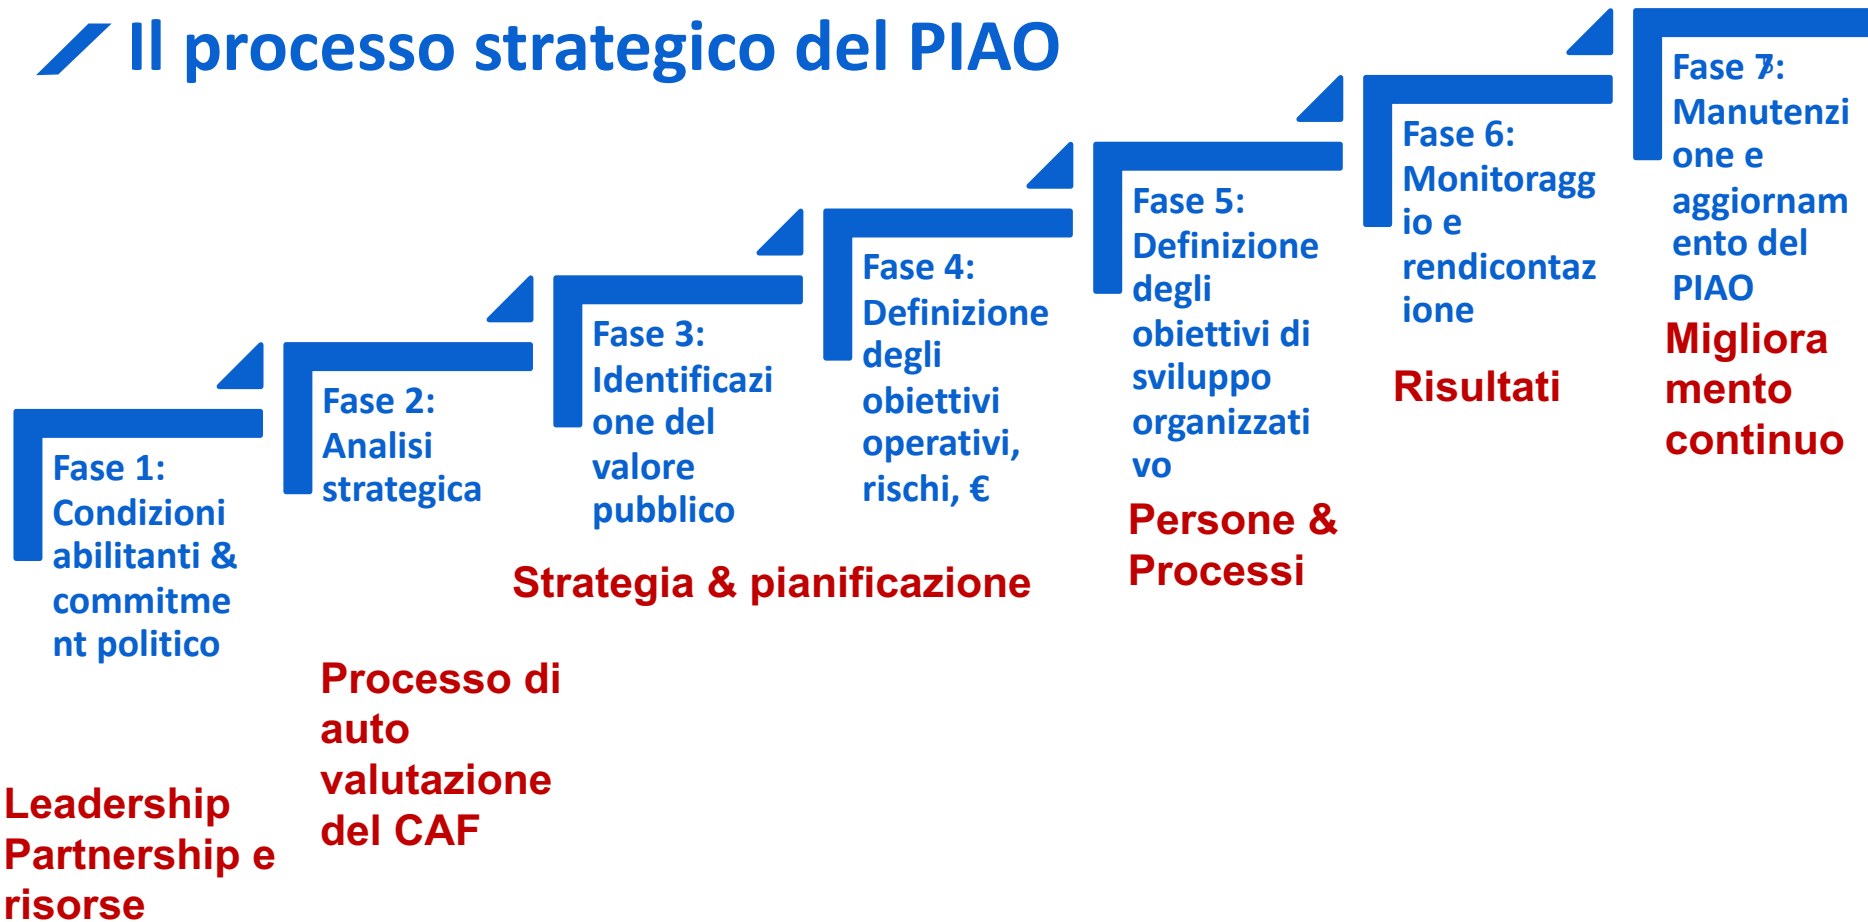 Il processo strategico del PIAO
Fase 1:
Condizioni
abilitanti &
commitme
nt politico
Leadership
Partnership e
risorse
Fase 2:
Analisi
strategica
Processo di
auto
valutazione
del CAF
Fase 3:
Identificazi
one del
valore
pubblico
Fase 4:
Definizione
degli
obiettivi
operativi,
rischi, €
Strategia & pianificazione
Fase 5:
Definizione
degli
obiettivi di
sviluppo
organizzati
vo
Persone &
Processi
Fase 6:
Monitoragg
io e
rendicontaz
ione
Risultati
Fase 7:
Manutenzi
one e
aggiornam
ento del
PIAO
Migliora
mento
continuo